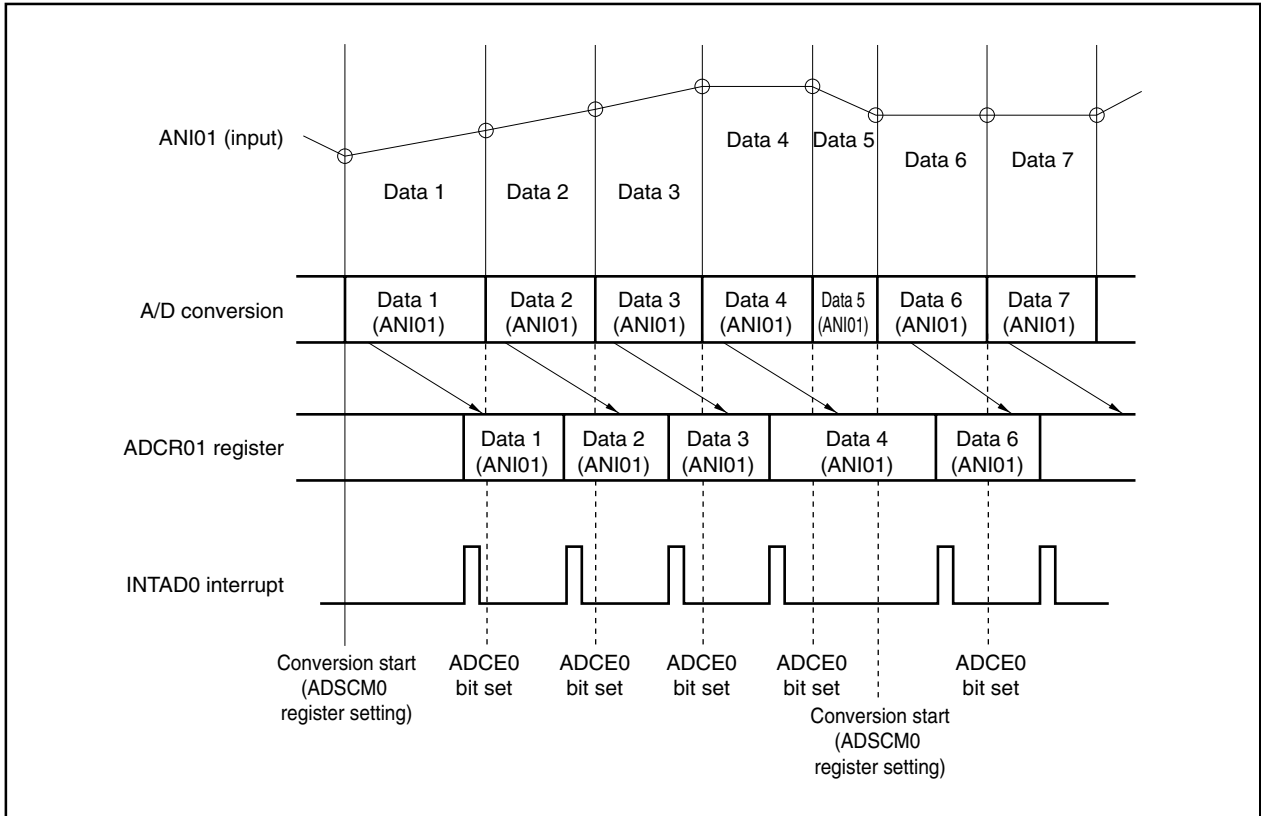 ANI01 (input)
Data 1
Data 2
Data 3
Data 4
Data 5
Data 6
Data 7
A/D conversion
Data 1
(ANI01)
Data 2
(ANI01)
Data 3
(ANI01)
Data 4
(ANI01)
Data 5
(ANI01)
Data 6
(ANI01)
Data 7
(ANI01)
ADCR01 register
Data 1
(ANI01)
Data 2
(ANI01)
Data 3
(ANI01)
Data 4
(ANI01)
Data 6
(ANI01)
INTAD0 interrupt
Conversion start
(ADSCM0
register setting)
ADCE0
bit set
ADCE0
bit set
ADCE0
bit set
ADCE0
bit set
Conversion start
(ADSCM0
register setting)
ADCE0
bit set